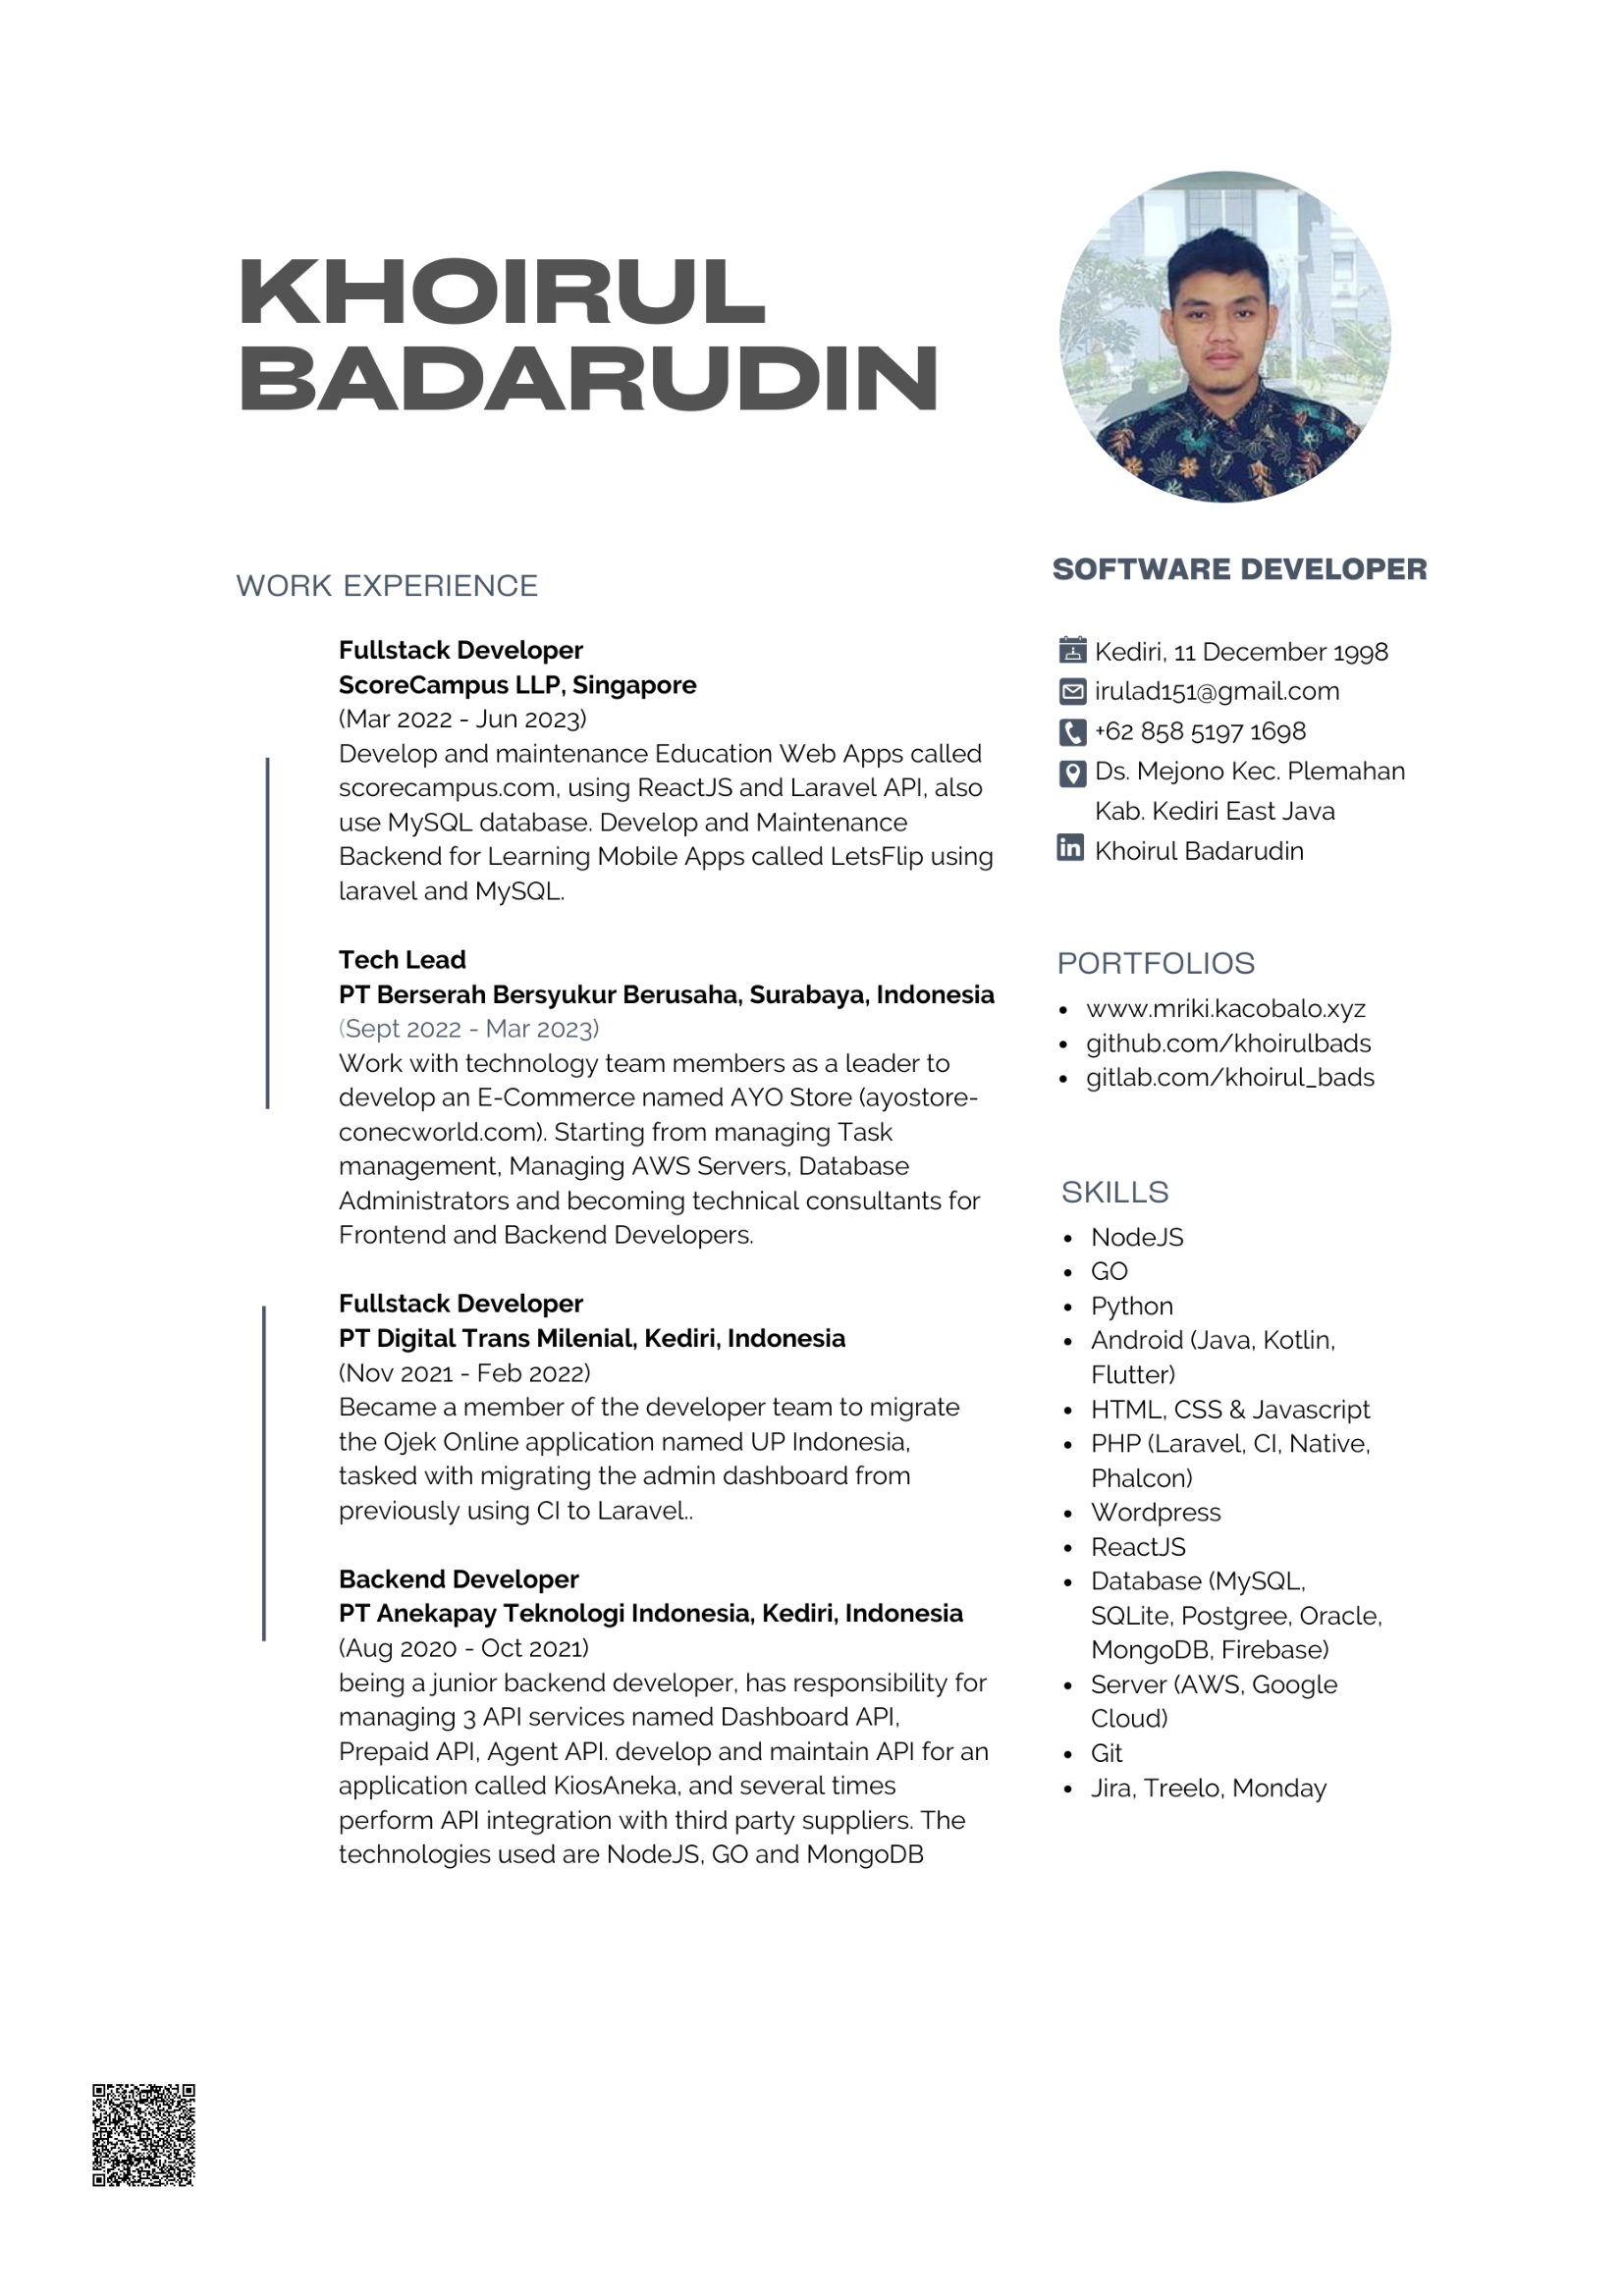 KHOIRUL
BADARUDIN
WORK EXPERIENCE
Fullstack Developer
ScoreCampus LLP, Singapore
(Mar 2022 - Jun 2023)
Develop and maintenance Education Web Apps called
scorecampus.com, using ReactJS and Laravel API, also
use MySQL database. Develop and Maintenance
Backend for Learning Mobile Apps called LetsFlip using
laravel and MySQL.
Tech Lead
PT Berserah Bersyukur Berusaha, Surabaya, Indonesia
(Sept 2022 - Mar 2023)
Work with technology team members as a leader to
develop an E-Commerce named AYO Store (ayostore-
conecworld.com). Starting from managing Task
management, Managing AWS Servers, Database
Administrators and becoming technical consultants for
Frontend and Backend Developers.
Fullstack Developer
PT Digital Trans Milenial, Kediri, Indonesia
(Nov 2021 - Feb 2022)
Became a member of the developer team to migrate
the Ojek Online application named UP Indonesia,
tasked with migrating the admin dashboard from
previously using CI to Laravel..
Backend Developer
PT Anekapay Teknologi Indonesia, Kediri, Indonesia
(Aug 2020 - Oct 2021)
being a junior backend developer, has responsibility for
managing 3 API services named Dashboard API,
Prepaid API, Agent API. develop and maintain API for an
application called KiosAneka, and several times
perform API integration with third party suppliers. The
technologies used are NodeJS, GO and MongoDB
SOFTWARE DEVELOPER
Kediri, 11 December 1998
irulad151@gmail.com
+62 858 5197 1698
Ds. Mejono Kec. Plemahan
Kab. Kediri East Java
Khoirul Badarudin
PORTFOLIOS
• www.mriki.kacobalo.xyz
• github.com/khoirulbads
• gitlab.com/khoirul_bads
SKILLS
• NodeJS
• GO
• Python
• Android (Java, Kotlin,
Flutter)
• HTML, CSS & Javascript
• PHP (Laravel, CI, Native,
Phalcon)
• Wordpress
• ReactJS
• Database (MySQL,
SQLite, Postgree, Oracle,
MongoDB, Firebase)
• Server (AWS, Google
Cloud)
• Git
• Jira, Treelo, Monday